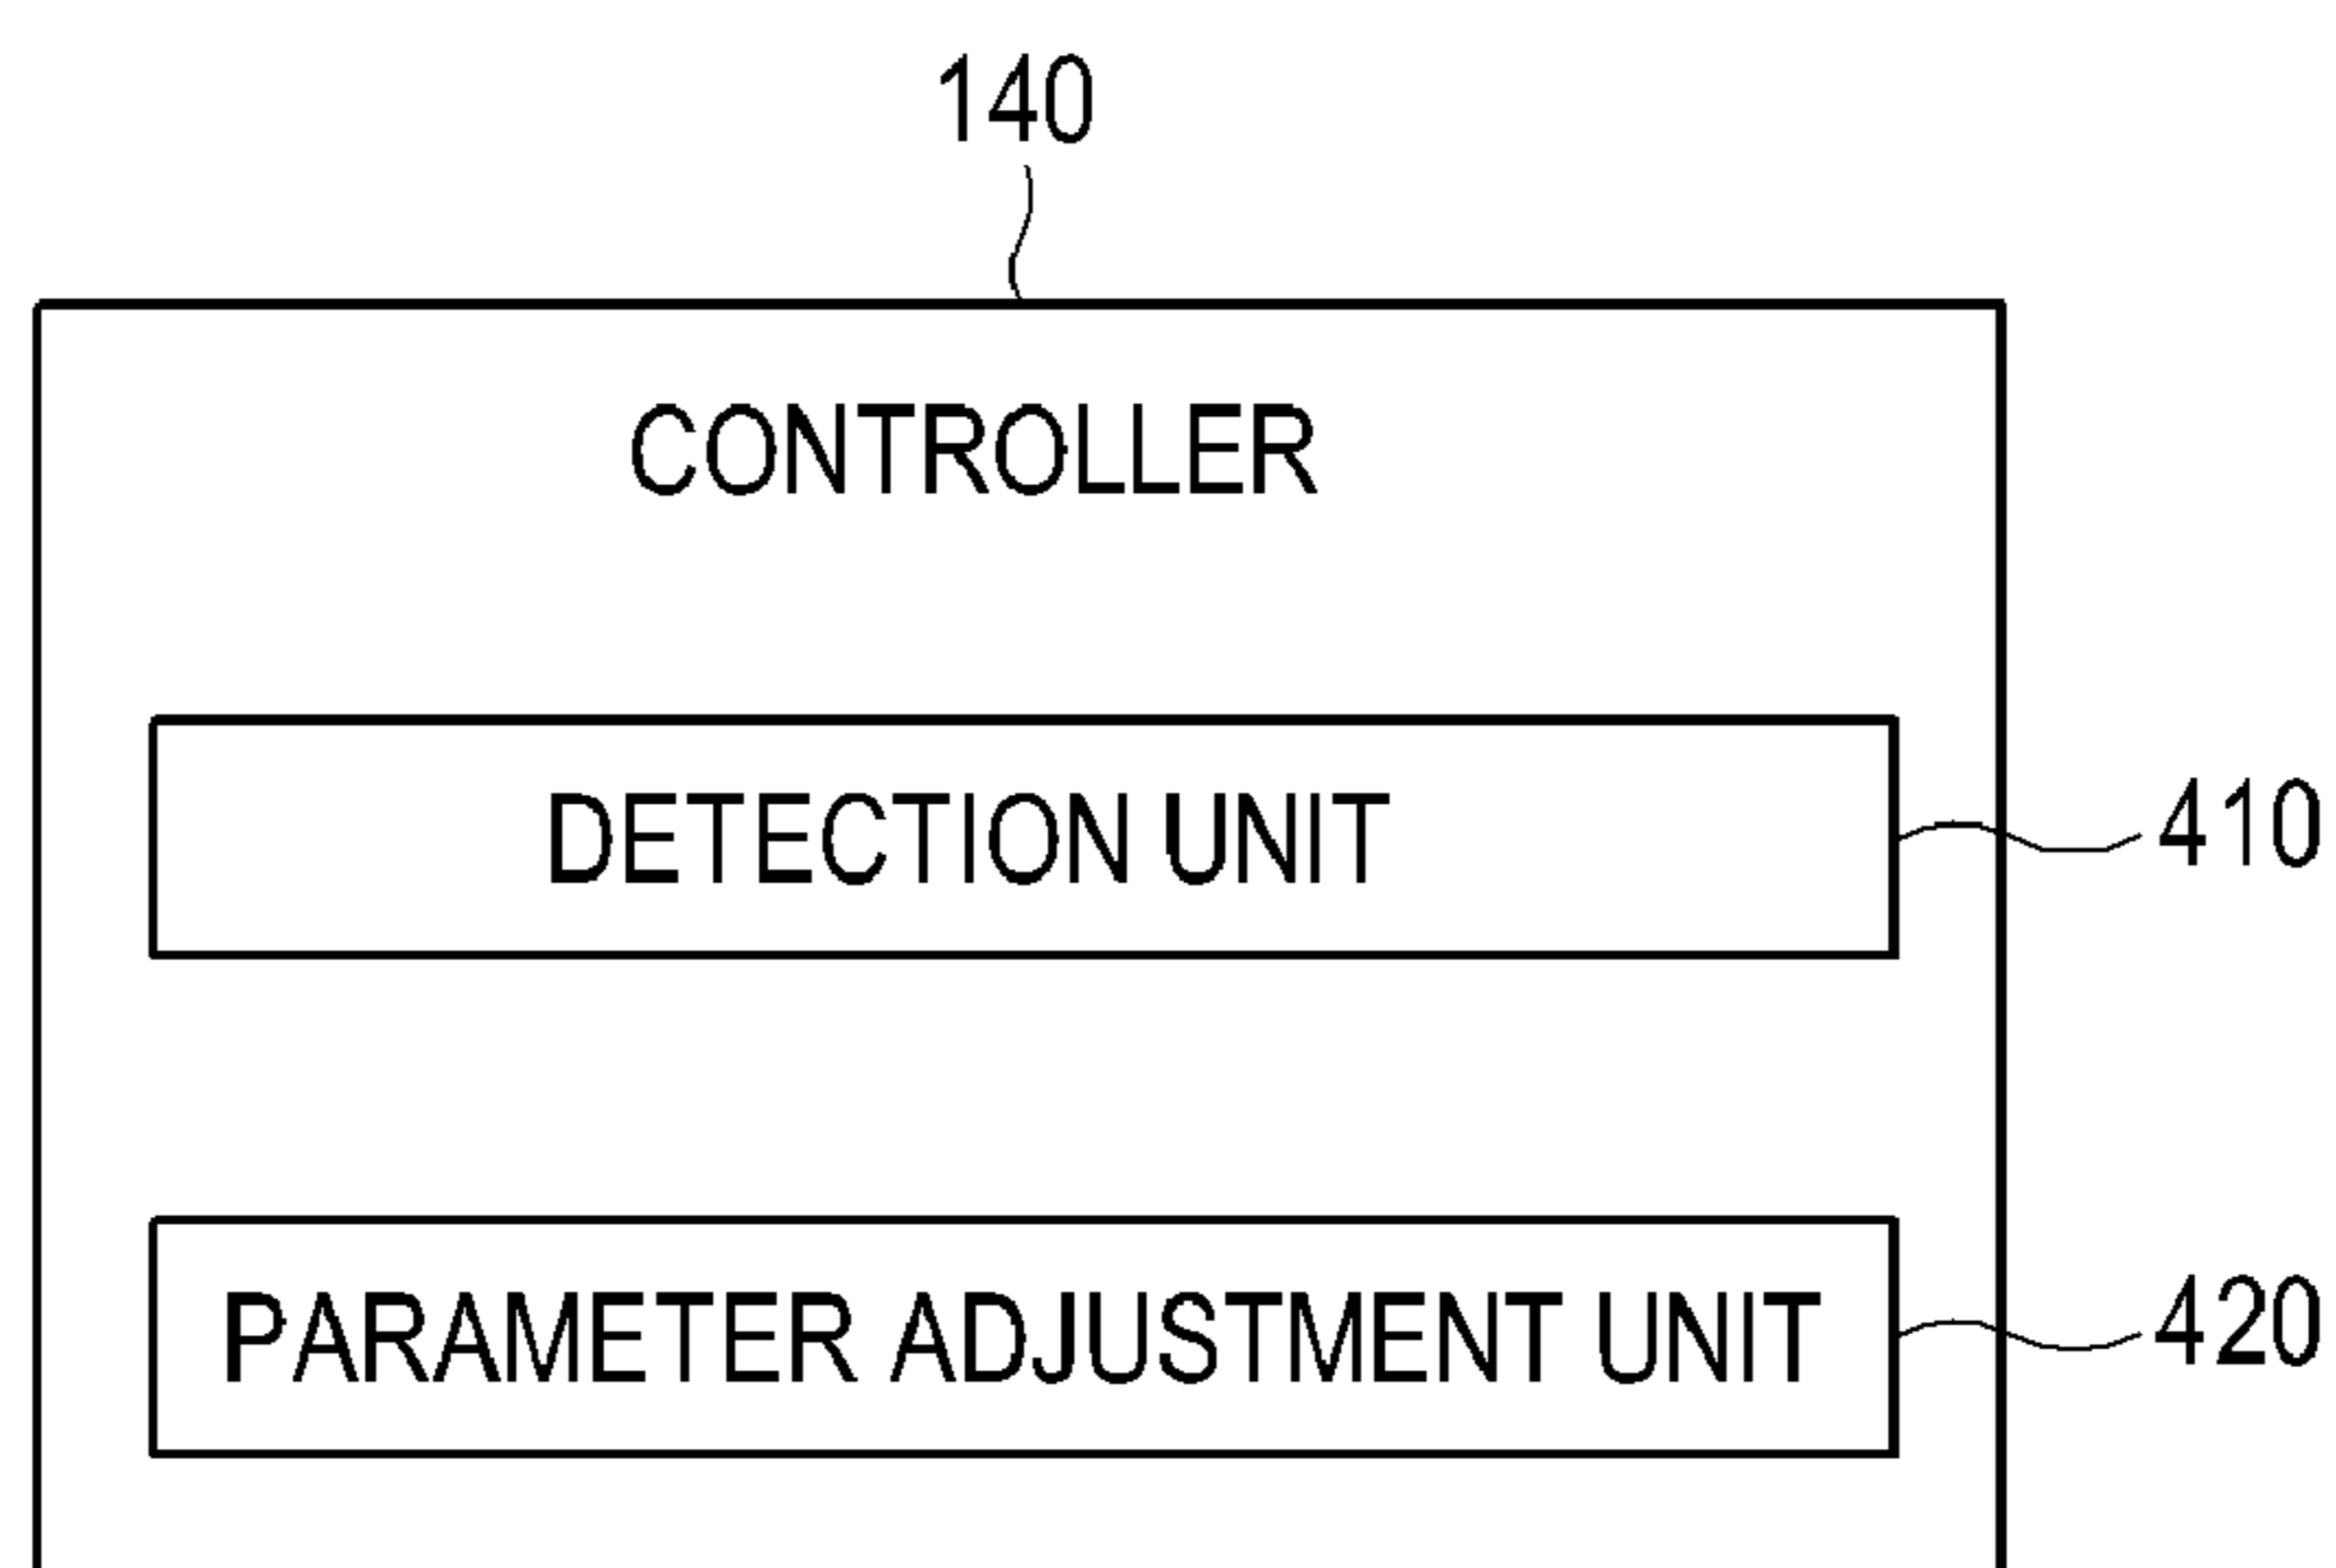 140
CONTROLLER
DETECTION UNIT
410
PARAMETER ADJUSTMENT UNIT
420